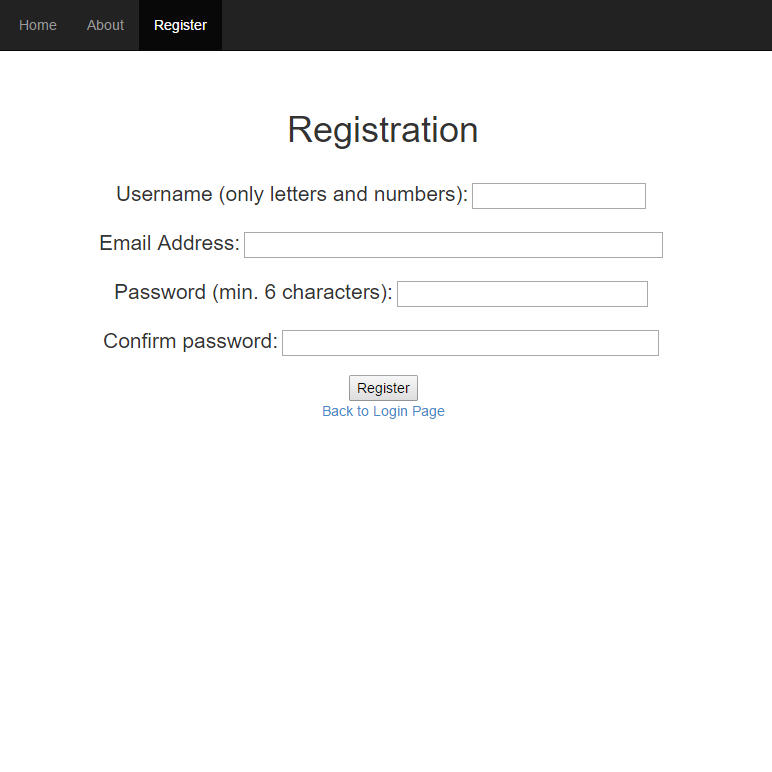 Home About Register
Registration
Username (only letters and numbers):
Email Address:
Password (min. 6 characters):
Confirm password:
Register
Back to Login Page